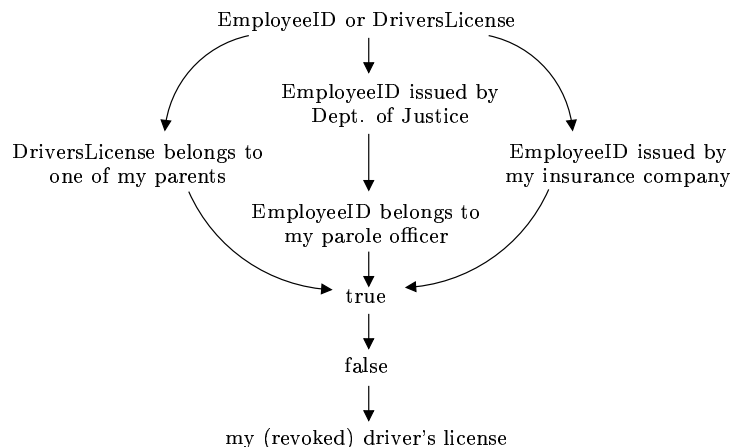 EmployeeID or DriversLicense
EmployeeID issued by
Dept. of Justice
DriversLicense belongs to
one of my parents
EmployeeID issued by
my insurance company
EmployeeID belongs to
my parole officer
true
false
my (revoked) driver's license